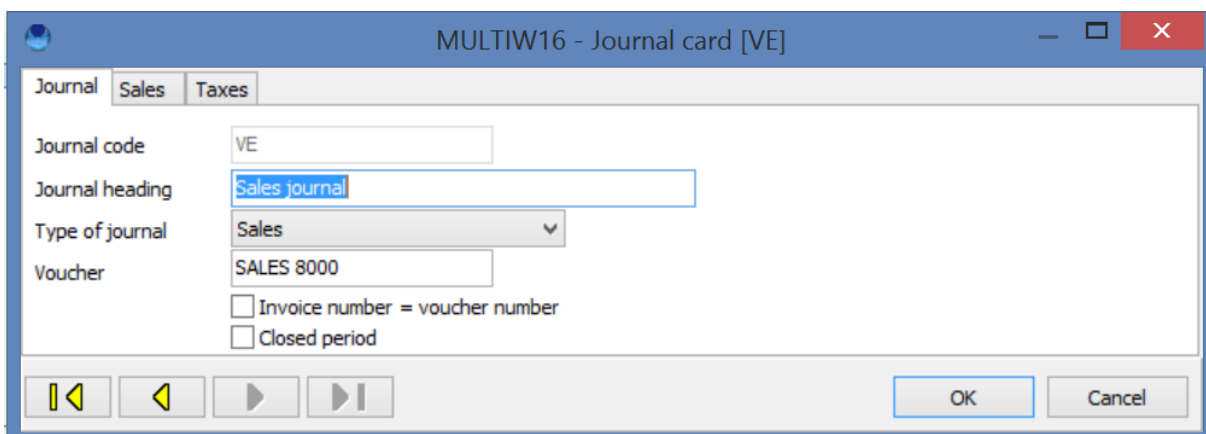 MULTIW16 - Journal card [VE]
Journal Sales Taxes
Journal code VE
Journal heading Sales journal
Type of journal Sales
Voucher SALES 8000
Invoice number = voucher number
Closed period
OK Cancel